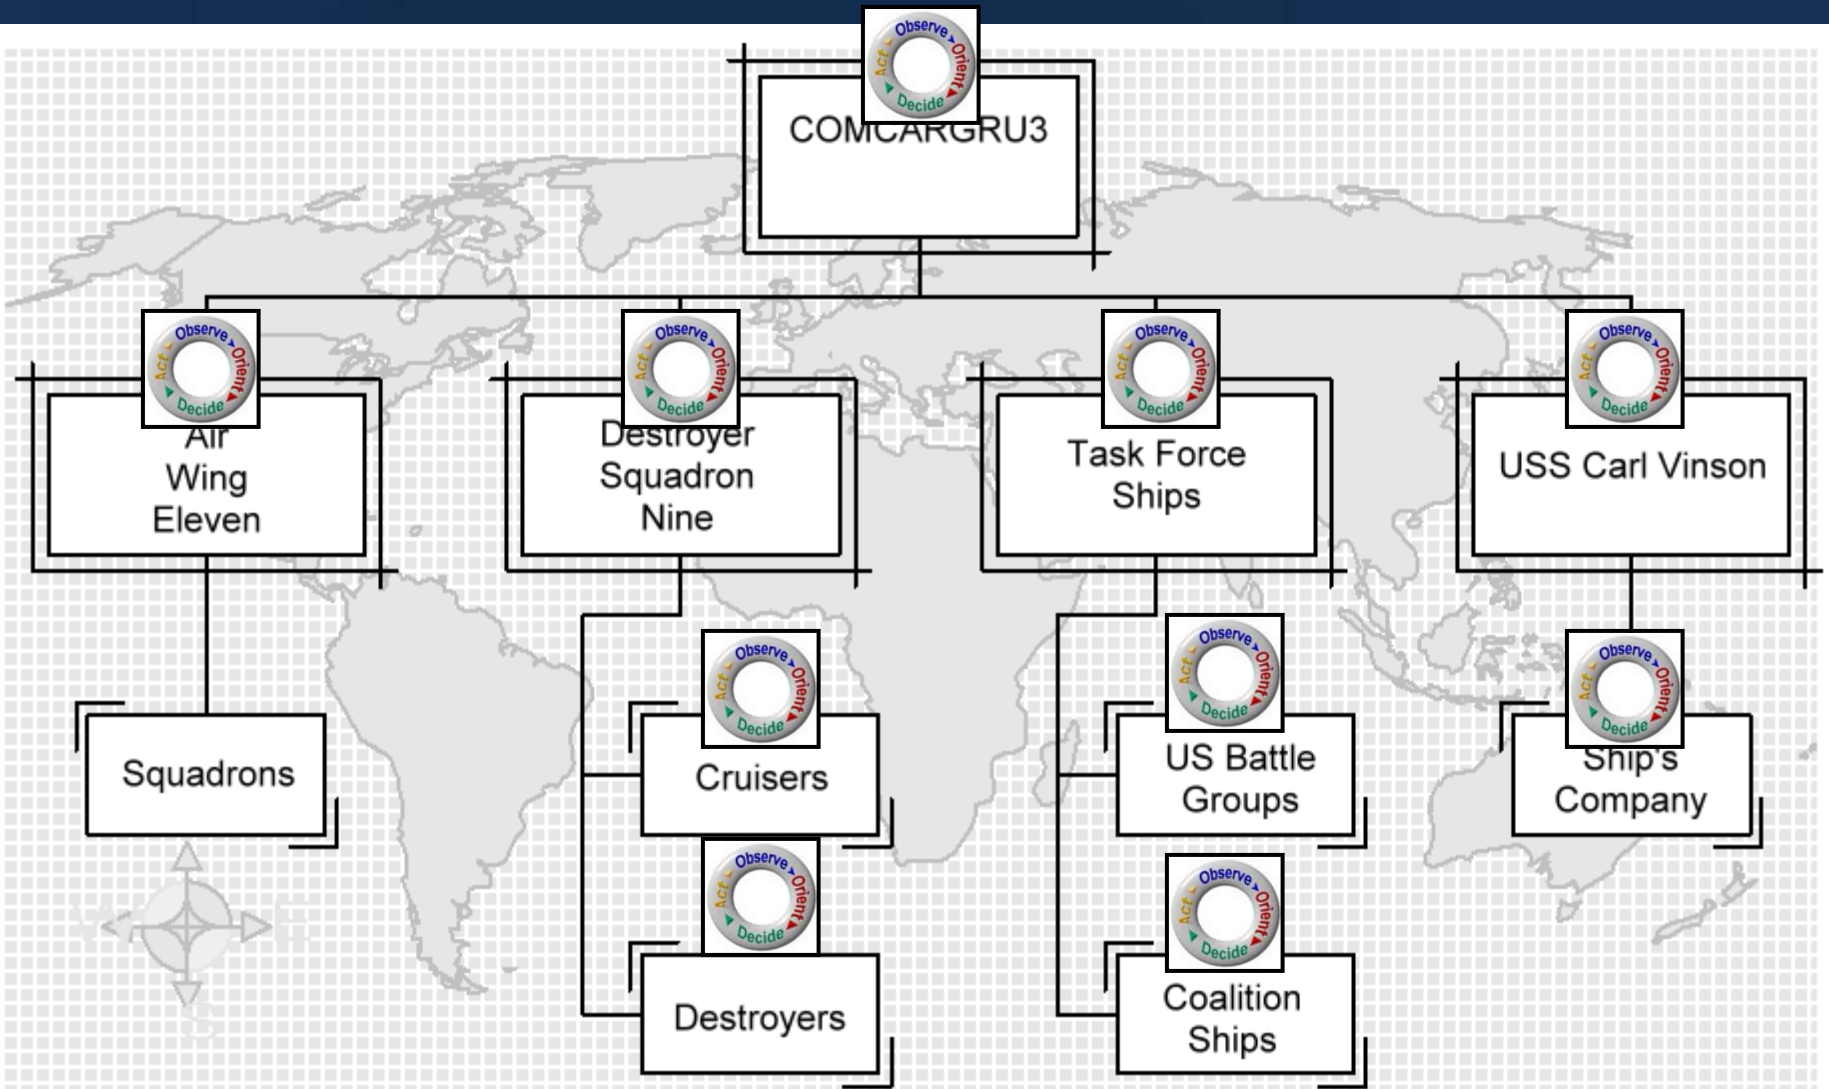 Observe
Orient
Decide
Act
COMCARGRU3
Observe
Orient
Decide
Act
Observe
Orient
Decide
Act
Observe
Orient
Decide
Act
Observe
Orient
Decide
Act
Air
Wing
Eleven
Destroyer
Squadron
Nine
Task Force
Ships
USS Carl Vinson
Observe
Orient
Decide
Act
Observe
Orient
Decide
Act
Observe
Orient
Decide
Act
Squadrons
Cruisers
US Battle
Groups
Ship's
Company
Observe
Orient
Decide
Act
Observe
Orient
Decide
Act
Destroyers
Coalition
Ships
S